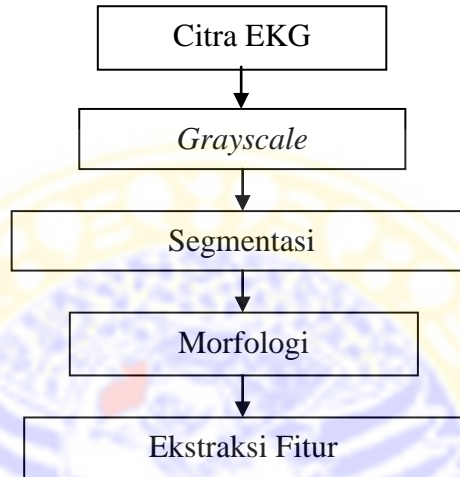 Citra EKG
Grayscale
Segmentasi
Morfologi
Ekstraksi Fitur